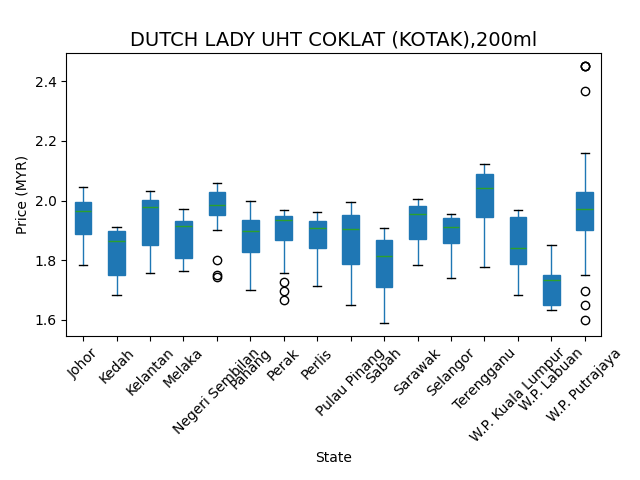 DUTCH LADY UHT COKLAT (KOTAK),200ml
Price (MYR)
2.4
2.2
2.0
1.8
1.6
Johor
Kedah
Kelantan
Melaka
Negeri Sembilan
Pahang
Perak
Perlis
Pulau Pinang
Sabah
Sarawak
Selangor
Terengganu
W.P. Kuala Lumpur
W.P. Labuan
W.P. Putrajaya
State